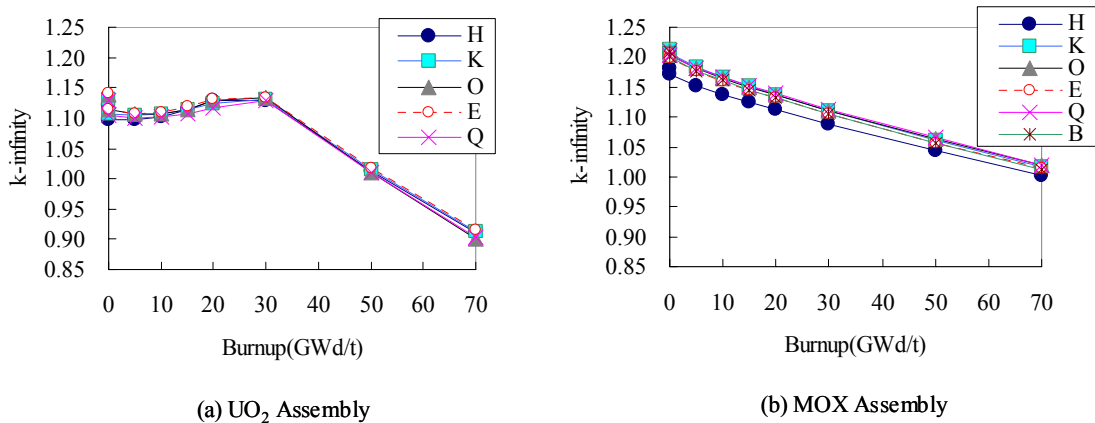 1.25
1.20
1.15
1.10
1.05
1.00
0.95
0.90
0.85
k-infinity
0 10 20 30 40 50 60 70
Burnup(GWd/t)
H
K
O
E
Q
(a) UO₂ Assembly
1.25
1.20
1.15
1.10
1.05
1.00
0.95
0.90
0.85
k-infinity
0 10 20 30 40 50 60 70
Burnup(GWd/t)
H
K
O
E
Q
B
(b) MOX Assembly